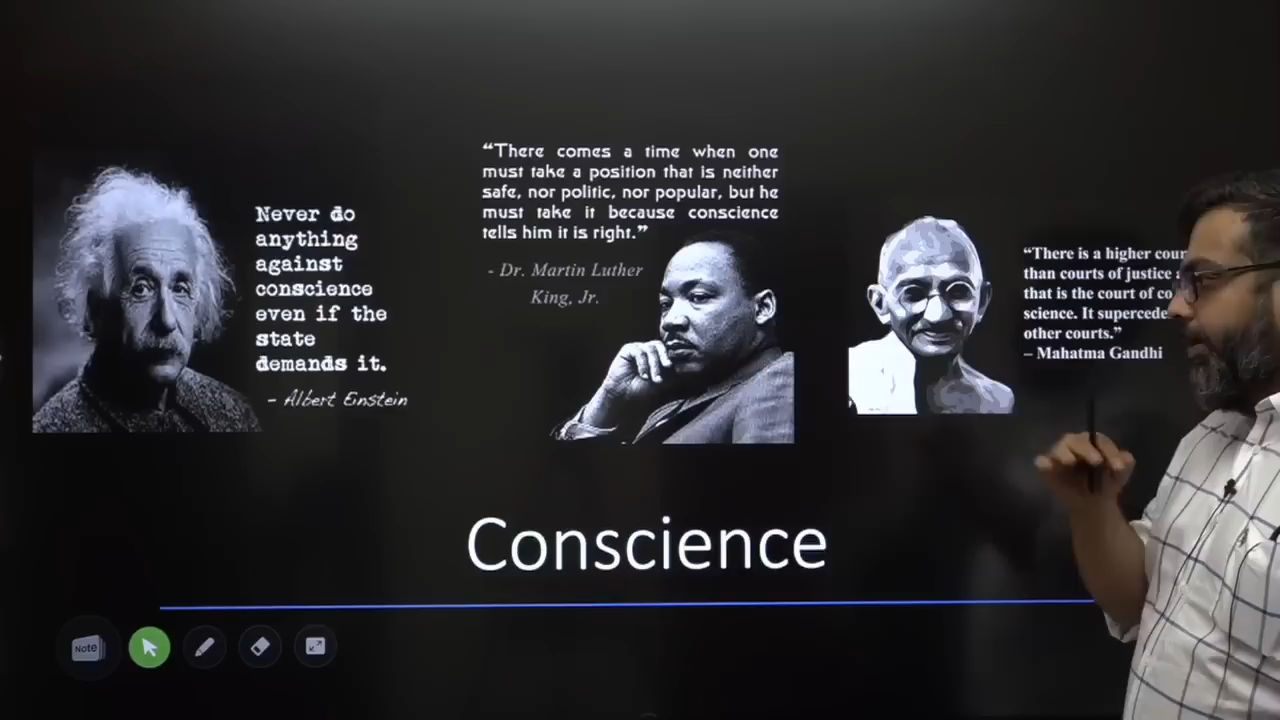 Never do
anything
against
conscience
even if the
state
demands it.
– Albert Einstein
“There comes a time when one
must take a position that is neither
safe, nor politic, nor popular, but he
must take it because conscience
tells him it is right.”
- Dr. Martin Luther
King, Jr.
“There is a higher
than courts of justice
that is the court of
science. It
other courts.”
– Mahatma Gandhi
Conscience
Note